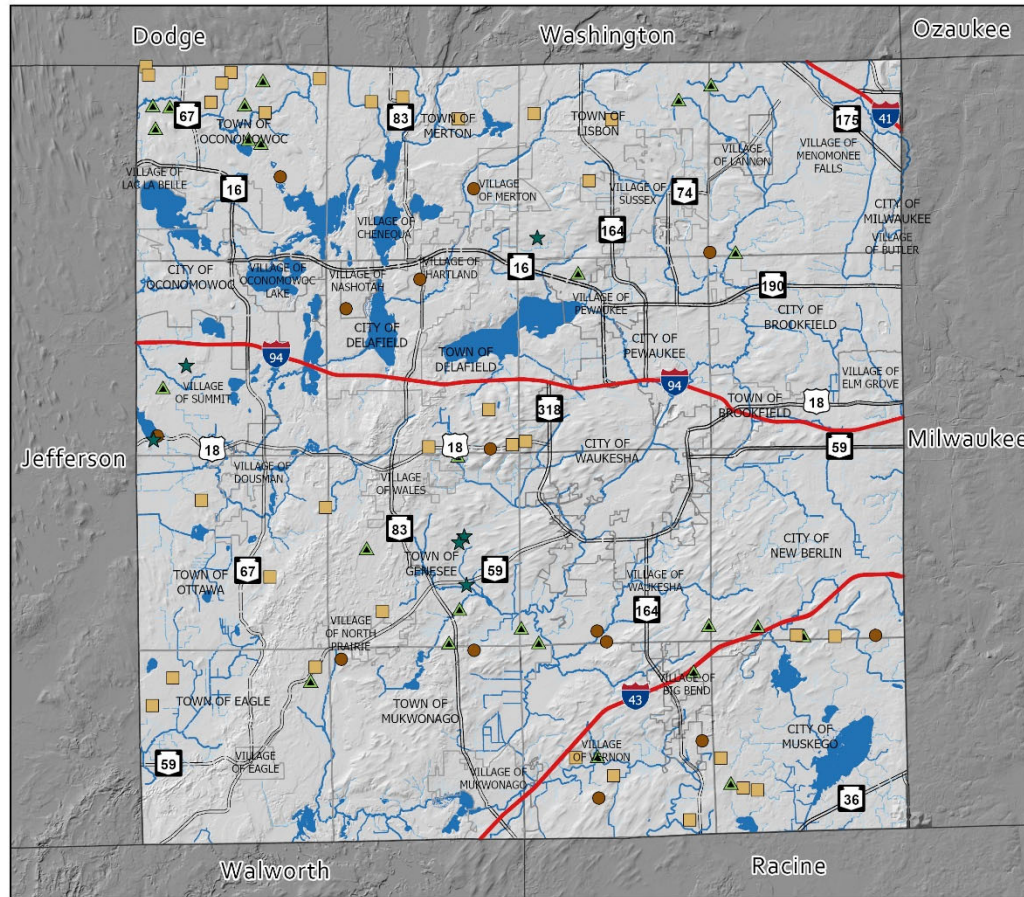 Dodge
Washington
Ozaukee
67
83
175
41
TOWN OF
OCONOMOWOC
TOWN OF
MERTON
TOWN OF
LISBON
VILLAGE OF
LANNON
VILLAGE OF
MENOMONEE
FALLS
VILLAGE OF
LAC LA BELLE
16
VILLAGE
OF MERTON
VILLAGE OF
SUSSEX
74
CITY OF
MILWAUKEE
VILLAGE OF
BUTLER
VILLAGE OF
CHENEQUA
164
CITY OF
OCONOMOWOC
VILLAGE OF
OCONOMOWOC
LAKE
VILLAGE OF
NASHOTAH
VILLAGE OF
HARTLAND
16
190
VILLAGE OF
PEWAUKEE
CITY OF
DELAFIELD
CITY OF
BROOKFIELD
94
TOWN OF
DELAFIELD
CITY OF
PEWAUKEE
VILLAGE OF
ELM GROVE
VILLAGE
OF SUMMIT
94
318
TOWN OF
BROOKFIELD
18
Jefferson
18
18
CITY OF
WAUKESHA
59
Milwaukee
VILLAGE OF
DOUSMAN
VILLAGE
OF WALES
83
CITY OF
NEW BERLIN
67
TOWN OF
OTTAWA
TOWN OF
GENESEE
59
VILLAGE OF
WAUKESHA
164
VILLAGE
OF NORTH
PRAIRIE
TOWN OF EAGLE
TOWN OF
MUKWONAGO
43
VILLAGE OF
BIG BEND
CITY OF
MUSKEGO
59
VILLAGE
OF EAGLE
VILLAGE OF
MUKWONAGO
VILLAGE
OF VERNON
36
Walworth
Racine